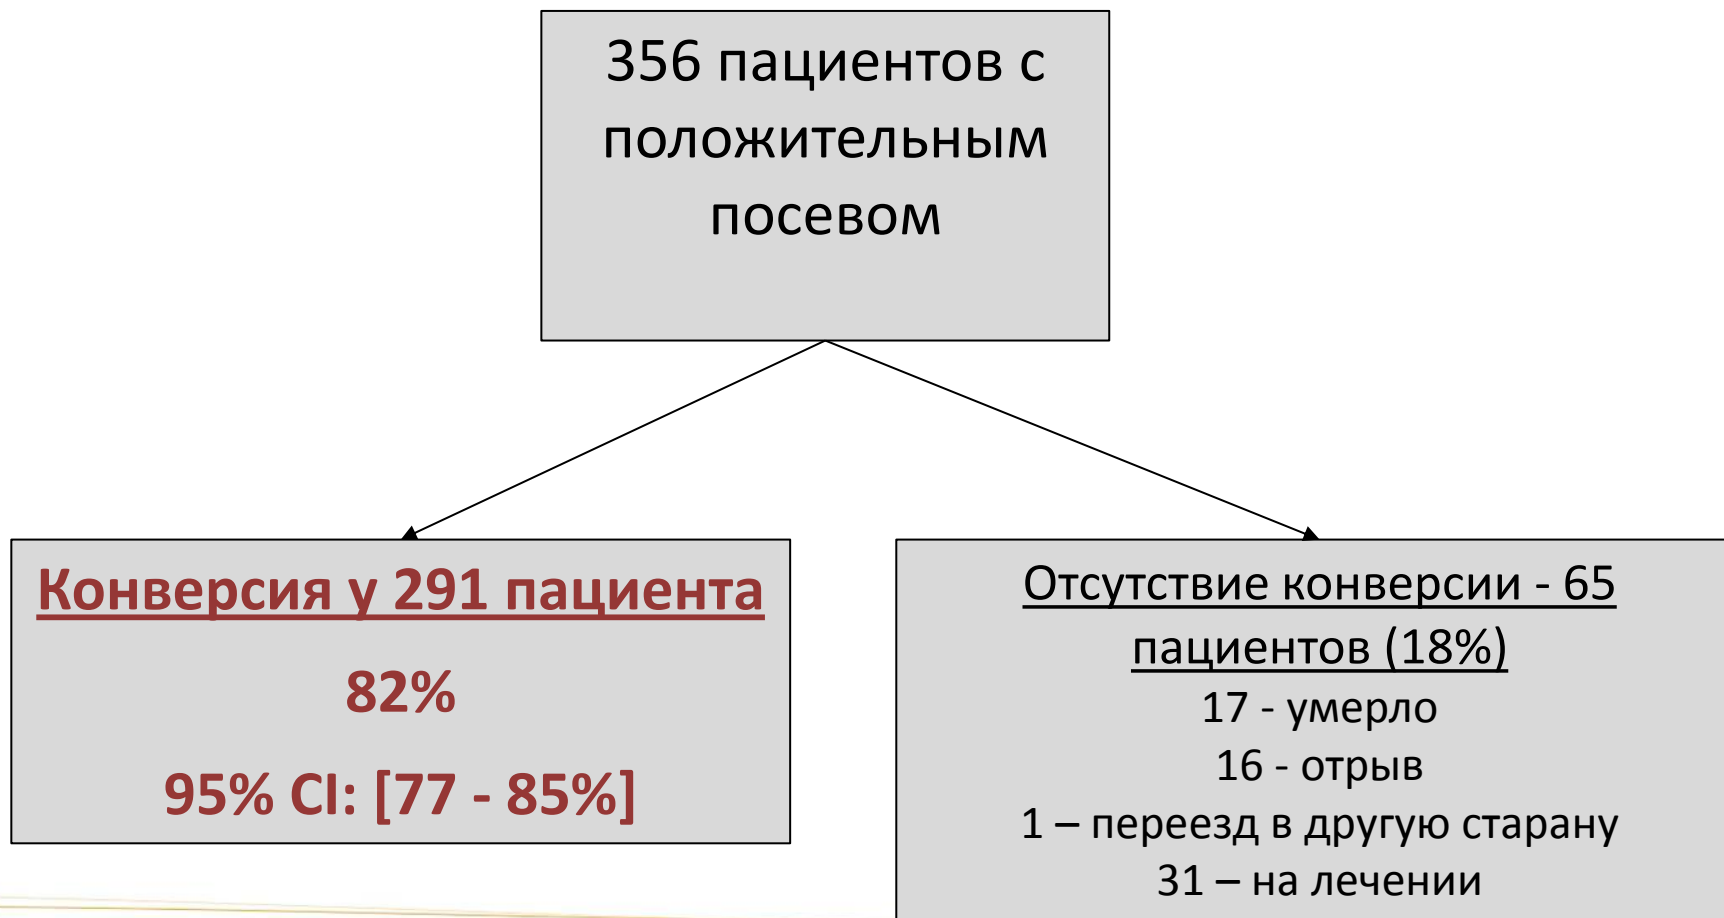 356 пациентов с
положительным
посевом
Конверсия у 291 пациента
82%
95% CI: [77 - 85%]
Отсутствие конверсии - 65
пациентов (18%)
17 - умерло
16 - отрыв
1 – переезд в другую старану
31 – на лечении